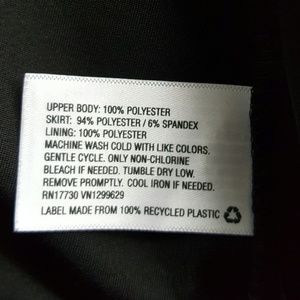 UPPER BODY: 100% POLYESTER
SKIRT: 94% POLYESTER / 6% SPANDEX
LINING: 100% POLYESTER
MACHINE WASH COLD WITH LIKE COLORS.
GENTLE CYCLE. ONLY NON-CHLORINE
BLEACH IF NEEDED. TUMBLE DRY LOW.
REMOVE PROMPTLY. COOL IRON IF NEEDED.
RN17730 VN1299629
LABEL MADE FROM 100% RECYCLED PLASTIC